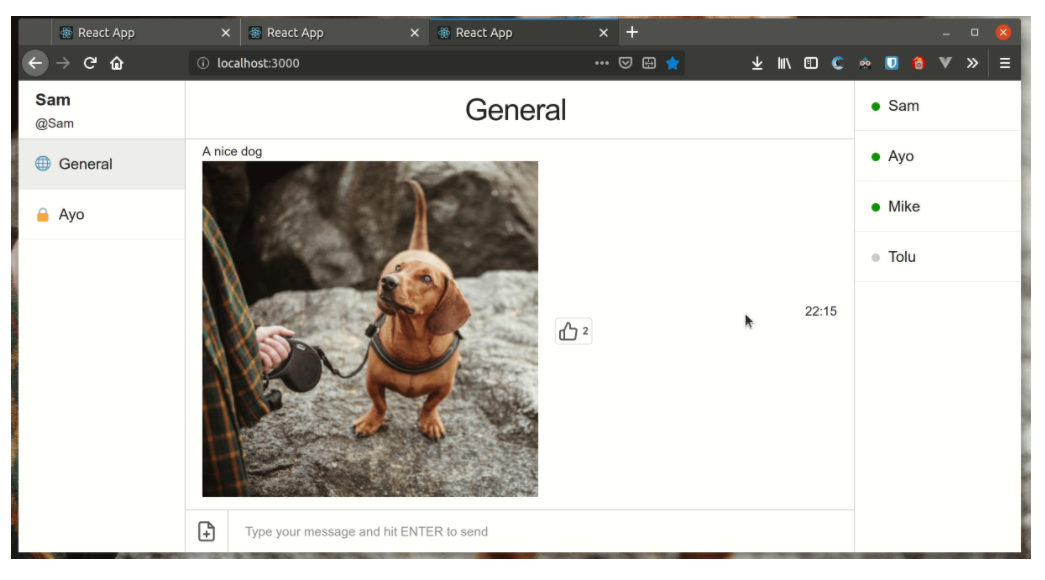 React App
React App
React App
localhost:3000
Sam
@Sam
General
Ayo
General
A nice dog
2
22:15
Type your message and hit ENTER to send
Sam
Ayo
Mike
Tolu